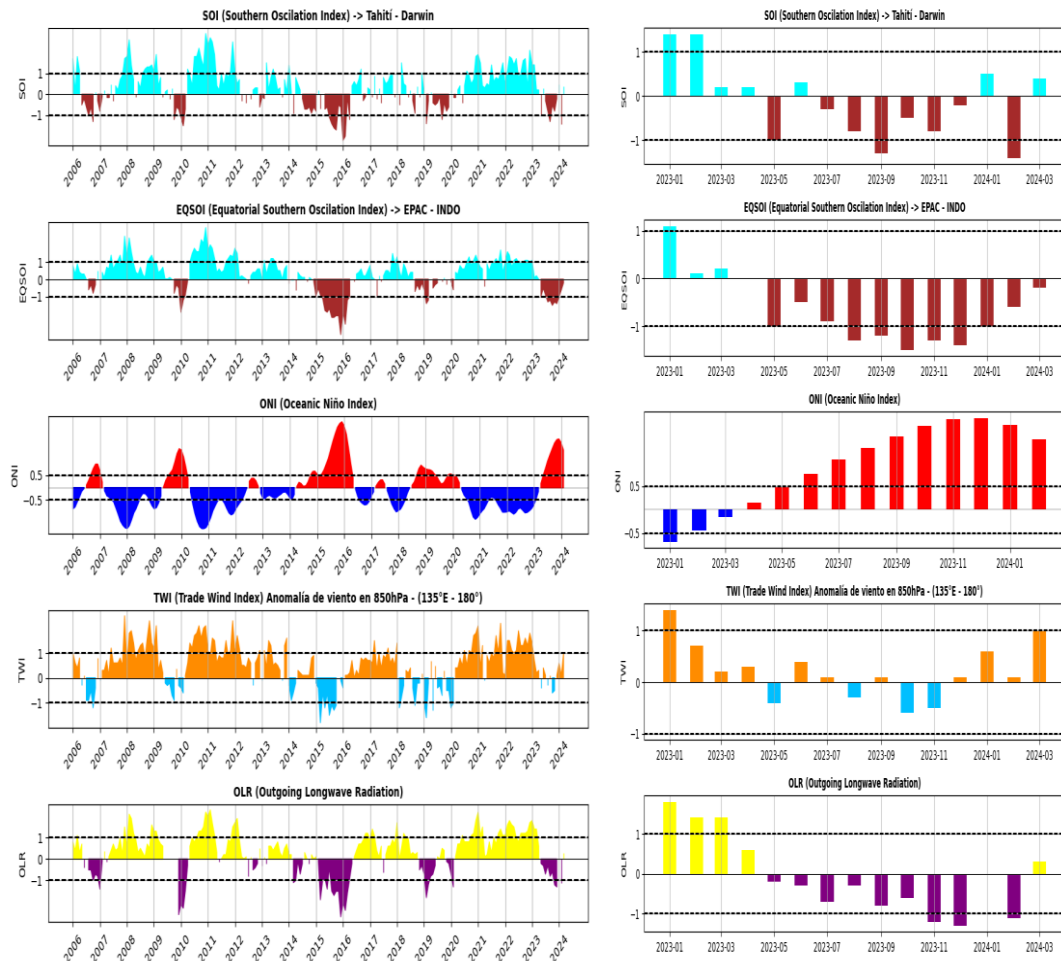 SOI (Southern Oscilation Index) -> Tahití - Darwin
SOI
1
0
−1
2006 2007 2008 2009 2010 2011 2012 2013 2014 2015 2016 2017 2018 2019 2020 2021 2022 2023 2024
SOI (Southern Oscilation Index) -> Tahití - Darwin
SOI
1
0
−1
2023-01 2023-03 2023-05 2023-07 2023-09 2023-11 2024-01 2024-03
EQSOI (Equatorial Southern Oscilation Index) -> EPAC - INDO
EQSOI
1
0
−1
2006 2007 2008 2009 2010 2011 2012 2013 2014 2015 2016 2017 2018 2019 2020 2021 2022 2023 2024
EQSOI (Equatorial Southern Oscilation Index) -> EPAC - INDO
EQSOI
1
0
−1
2023-01 2023-03 2023-05 2023-07 2023-09 2023-11 2024-01 2024-03
ONI (Oceanic Niño Index)
ONI
0.5
−0.5
2006 2007 2008 2009 2010 2011 2012 2013 2014 2015 2016 2017 2018 2019 2020 2021 2022 2023 2024
ONI (Oceanic Niño Index)
ONI
0.5
−0.5
2023-01 2023-03 2023-05 2023-07 2023-09 2023-11 2024-01
TWI (Trade Wind Index) Anomalía de viento en 850hPa - (135°E - 180°)
TWI
1
0
−1
2006 2007 2008 2009 2010 2011 2012 2013 2014 2015 2016 2017 2018 2019 2020 2021 2022 2023 2024
TWI (Trade Wind Index) Anomalía de viento en 850hPa - (135°E - 180°)
TWI
1
0
−1
2023-01 2023-03 2023-05 2023-07 2023-09 2023-11 2024-01 2024-03
OLR (Outgoing Longwave Radiation)
OLR
1
0
−1
2006 2007 2008 2009 2010 2011 2012 2013 2014 2015 2016 2017 2018 2019 2020 2021 2022 2023 2024
OLR (Outgoing Longwave Radiation)
OLR
1
0
−1
2023-01 2023-03 2023-05 2023-07 2023-09 2023-11 2024-01 2024-03